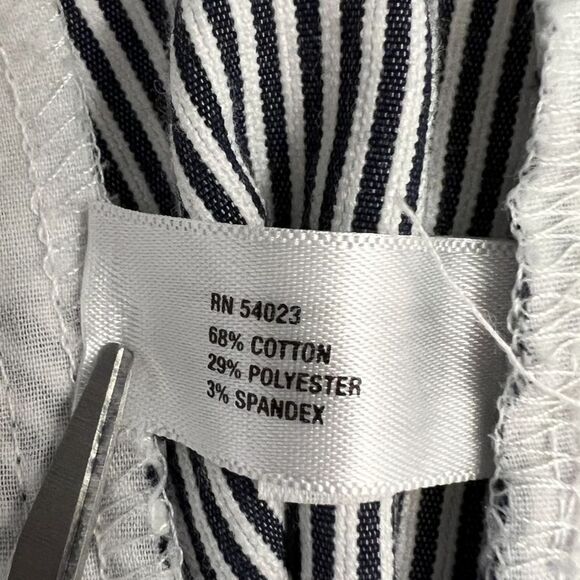 RN 54023
68% COTTON
29% POLYESTER
3% SPANDEX